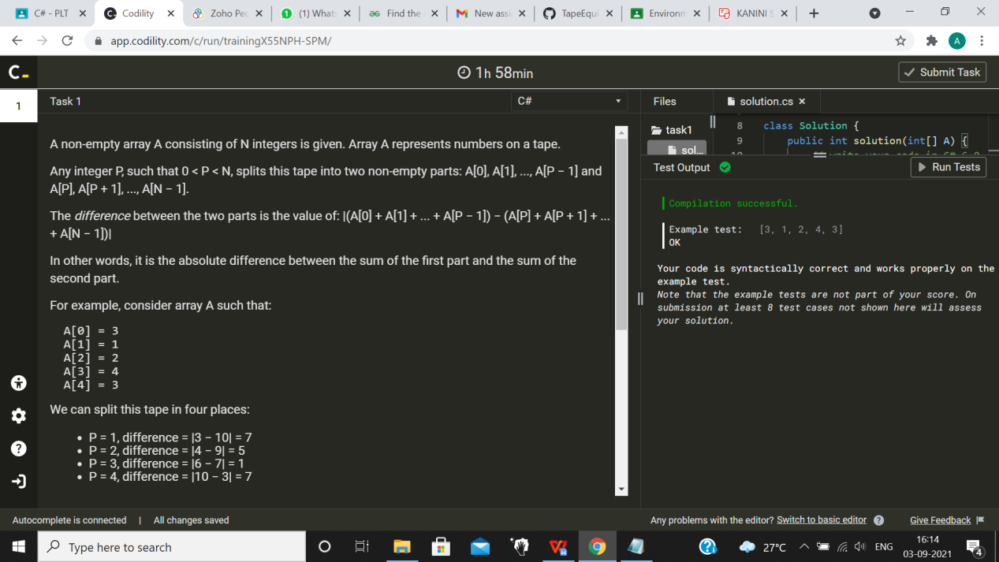 C# - PLT
Codility
Zoho Peo
(1) Whats
Find the
New assi
TapeEqui
Environm
KANINI S
app.codility.com/c/run/trainingX55NPH-SPM/
A
C
1h 58min
Submit Task
1
Task 1
C#
Files
solution.cs
A non-empty array A consisting of N integers is given. Array A represents numbers on a tape.
Any integer P, such that 0 < P < N, splits this tape into two non-empty parts: A[0], A[1], ..., A[P − 1] and
A[P], A[P + 1], ..., A[N − 1].
The difference between the two parts is the value of: |(A[0] + A[1] + ... + A[P − 1]) − (A[P] + A[P + 1] + ...
+ A[N − 1])|
In other words, it is the absolute difference between the sum of the first part and the sum of the
second part.
For example, consider array A such that:
A[0] = 3
A[1] = 1
A[2] = 2
A[3] = 4
A[4] = 3
We can split this tape in four places:
• P = 1, difference = |3 − 10| = 7
• P = 2, difference = |4 − 9| = 5
• P = 3, difference = |6 − 7| = 1
• P = 4, difference = |10 − 3| = 7
task1
sol...
8 class Solution {
9 public int solution(int[] A) {
Test Output
Run Tests
Compilation successful.
Example test: [3, 1, 2, 4, 3]
OK
Your code is syntactically correct and works properly on the
example test.
Note that the example tests are not part of your score. On
submission at least 8 test cases not shown here will assess
your solution.
Autocomplete is connected | All changes saved
Any problems with the editor? Switch to basic editor
Give Feedback
Type here to search
27°C
ENG
16:14
03-09-2021
4